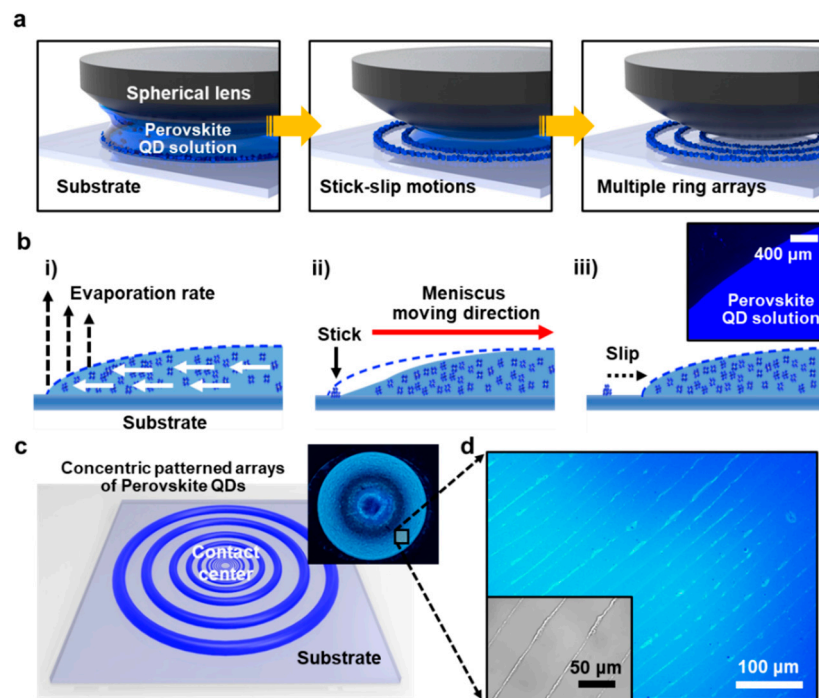 a
Spherical lens
Perovskite
QD solution
Substrate
Stick-slip motions
Multiple ring arrays
b
i)
Evaporation rate
Substrate
ii)
Meniscus
moving direction
Stick
iii)
400 µm
Perovskite
QD solution
Slip
c
Concentric patterned arrays
of Perovskite QDs
Contact
center
Substrate
d
50 µm
100 µm